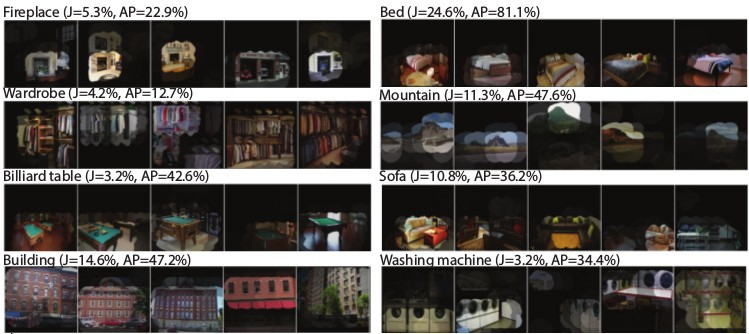 Fireplace (J=5.3%, AP=22.9%)
Bed (J=24.6%, AP=81.1%)
Wardrobe (J=4.2%, AP=12.7%)
Mountain (J=11.3%, AP=47.6%)
Billiard table (J=3.2%, AP=42.6%)
Sofa (J=10.8%, AP=36.2%)
Building (J=14.6%, AP=47.2%)
Washing machine (J=3.2%, AP=34.4%)